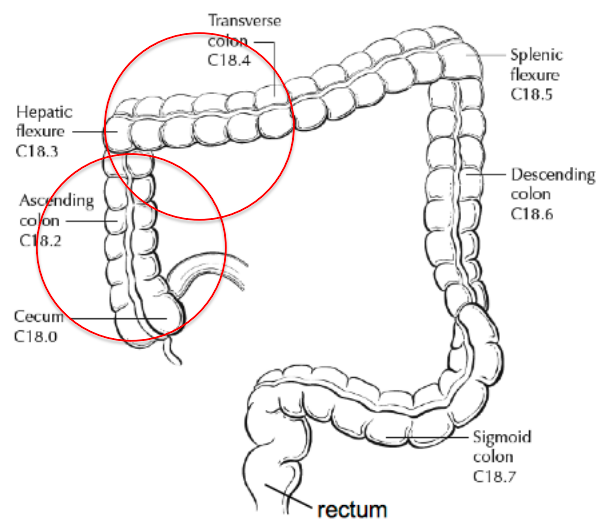 Transverse
colon
C18.4
Splenic
flexure
C18.5
Hepatic
flexure
C18.3
Descending
colon
C18.6
Ascending
colon
C18.2
Cecum
C18.0
Sigmoid
colon
C18.7
rectum